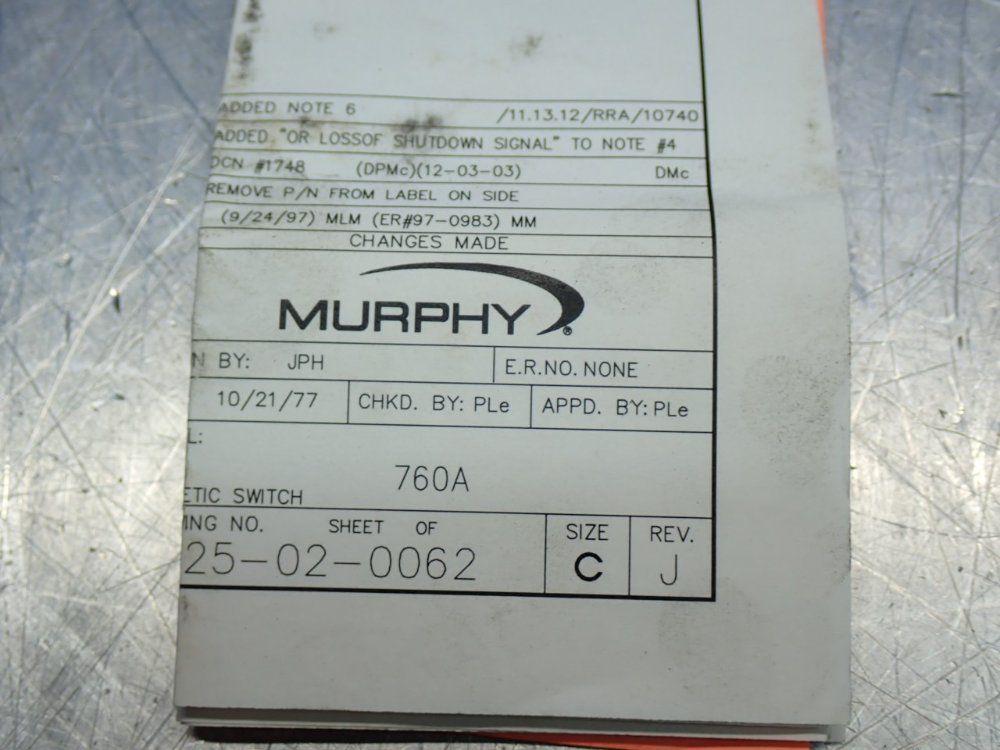 ADDED NOTE 6 /11.13.12/RRA/10740
ADDED "OR LOSSOF SHUTDOWN SIGNAL" TO NOTE #4
DCN #1748 (DPMc)(12-03-03) DMc
REMOVE P/N FROM LABEL ON SIDE
(9/24/97) MLM (ER#97-0983) MM
CHANGES MADE
MURPHY ®
N BY: JPH E.R.NO. NONE
10/21/77 CHKD. BY: PLe APPD. BY: PLe
L:
760A
ETIC SWITCH
ING NO. SHEET OF SIZE REV.
25-02-0062 C J